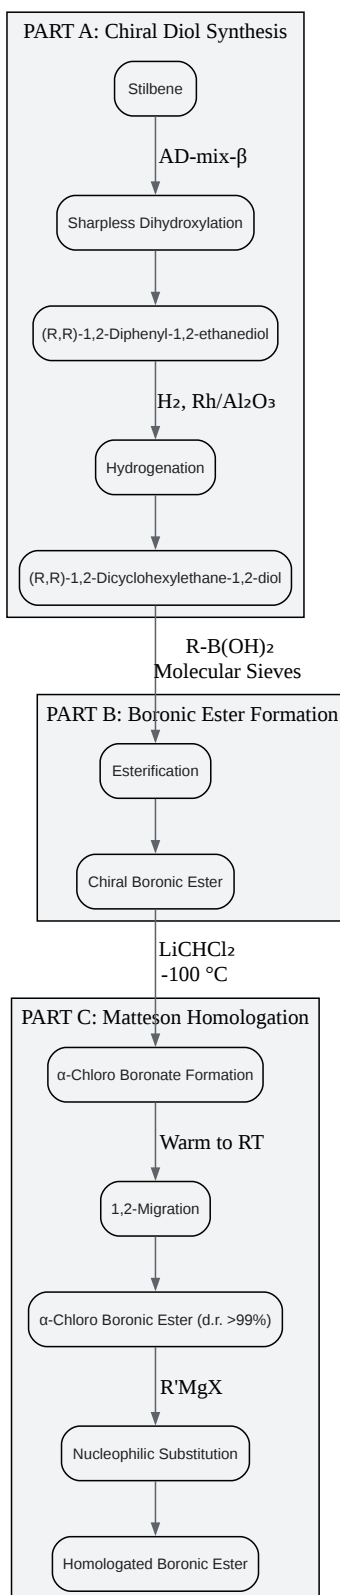 PART A: Chiral Diol Synthesis
Stilbene
AD-mix-β
Sharpless Dihydroxylation
(R,R)-1,2-Diphenyl-1,2-ethanediol
H₂, Rh/Al₂O₃
Hydrogenation
(R,R)-1,2-Dicyclohexylethane-1,2-diol
R-B(OH)₂
Molecular Sieves
PART B: Boronic Ester Formation
Esterification
Chiral Boronic Ester
LiCHCl₂
-100 °C
PART C: Matteson Homologation
α-Chloro Boronate Formation
Warm to RT
1,2-Migration
α-Chloro Boronic Ester (d.r. >99%)
R'MgX
Nucleophilic Substitution
Homologated Boronic Ester